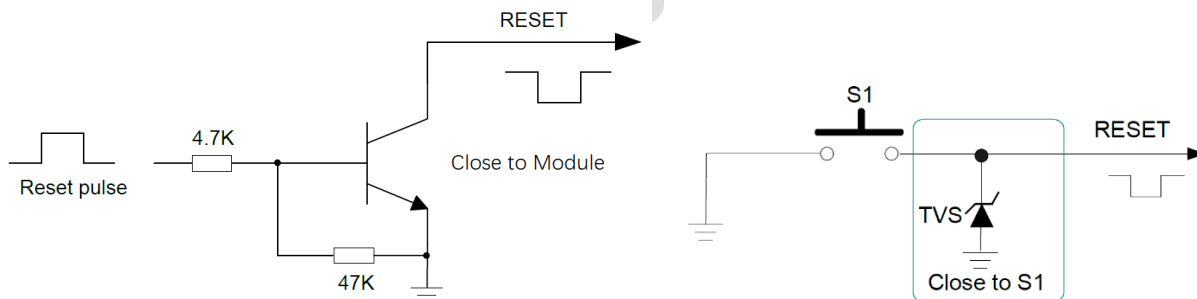 RESET
4.7K
Reset pulse
Close to Module
47K
S1
RESET
TVS
Close to S1